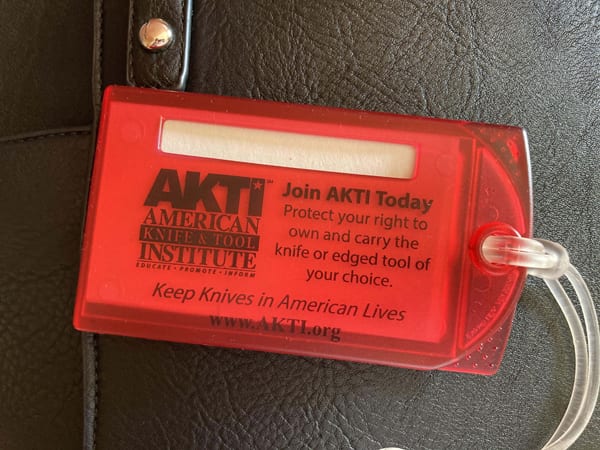 AKTI℠
AMERICAN
KNIFE & TOOL
INSTITUTE
EDUCATE • PROMOTE • INFORM
Join AKTI Today
Protect your right to
own and carry the
knife or edged tool of
your choice.
Keep Knives in American Lives
www.AKTI.org